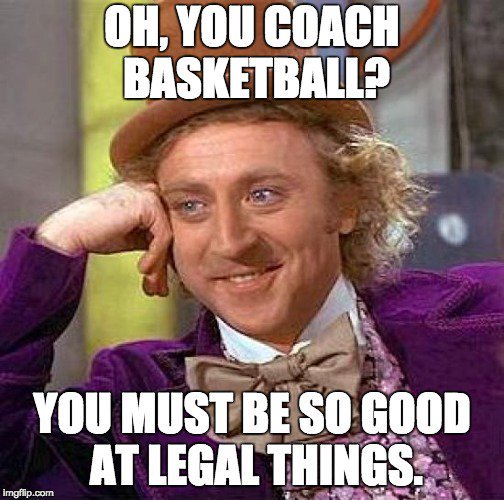 OH, YOU COACH
BASKETBALL?
YOU MUST BE SO GOOD
AT LEGAL THINGS.
imgflip.com